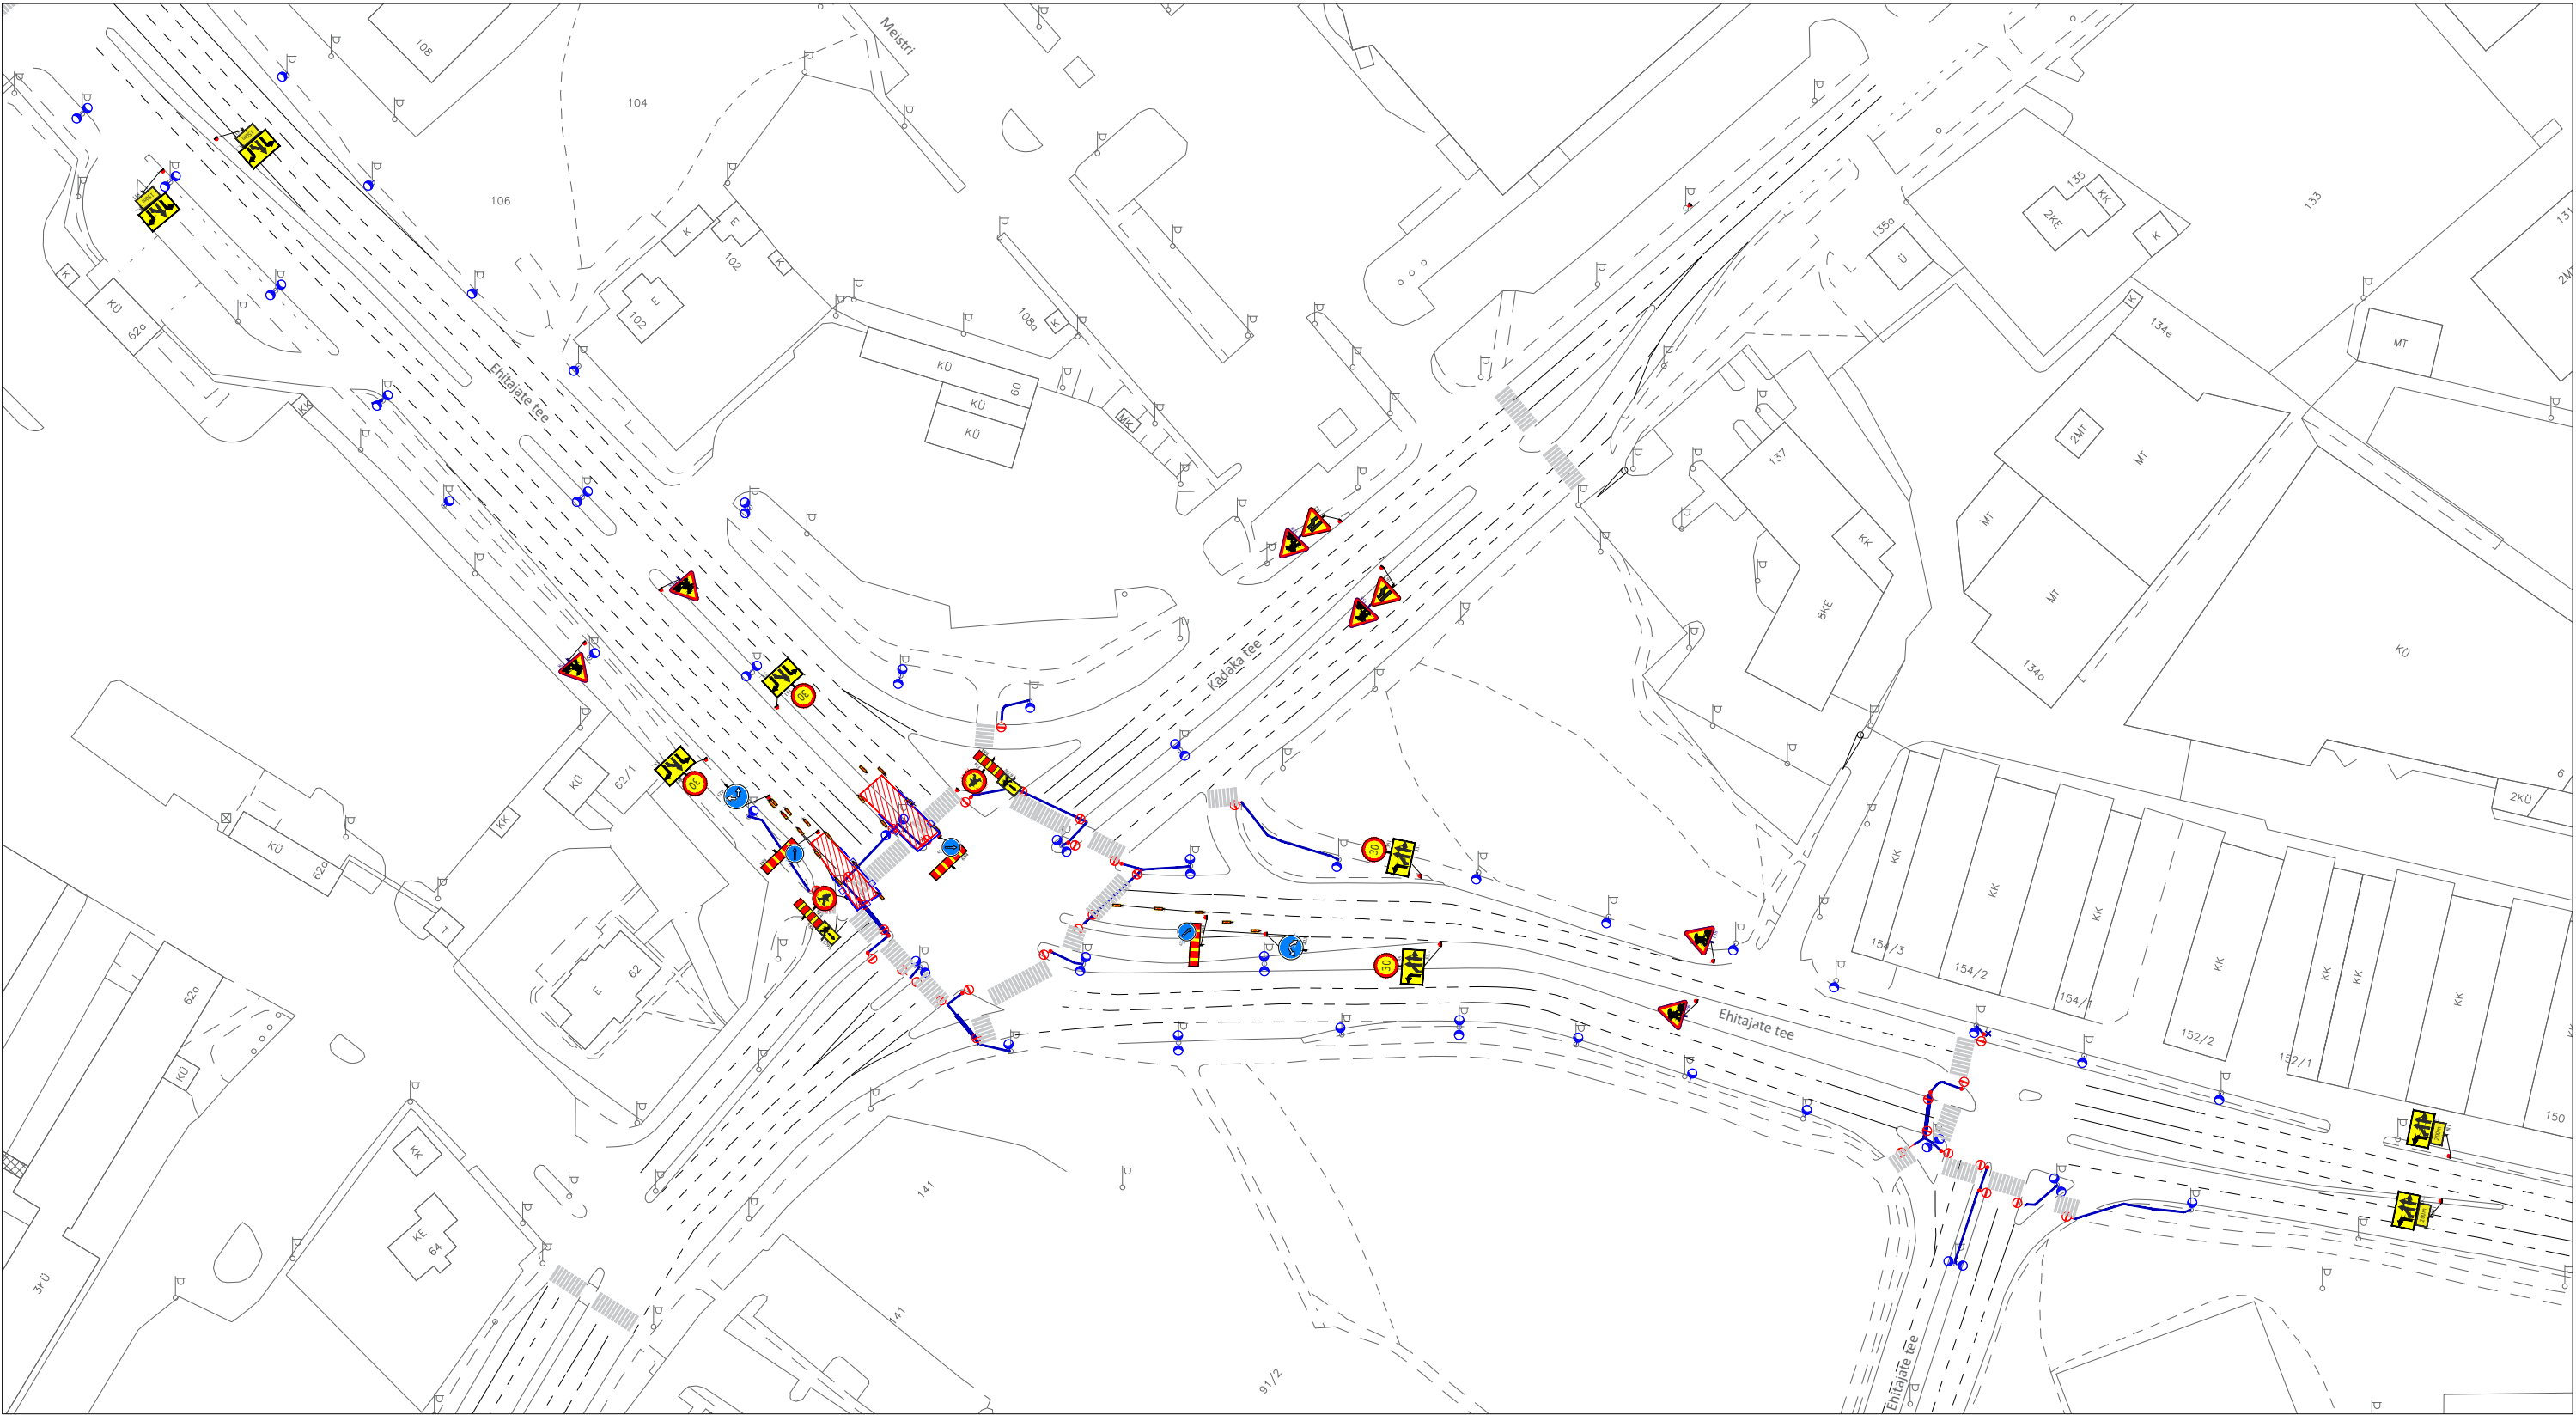 108
Meistri
104
106
K
E
102
K
E
102
K
KÜ
62a
Ehitajate tee
KK
KÜ
60
KÜ
KÜ
108a
K
MK
135
KK
2KE
K
135a
Ü
133
131
K
134e
MT
2MT
MT
MT
MT
134a
137
KK
8KE
KÜ
Kadaka tee
30
30
30
30
KÜ
62/1
KK
KÜ
62a
T
E
62
62a
KÜ
KK
KE
64
3KÜ
141
141
91/2
Ehitajate tee
Ehitajate tee
KK
154/3
KK
154/2
KK
154/1
KK
152/2
KK
152/1
KK
KK
KK
150
2KÜ
6